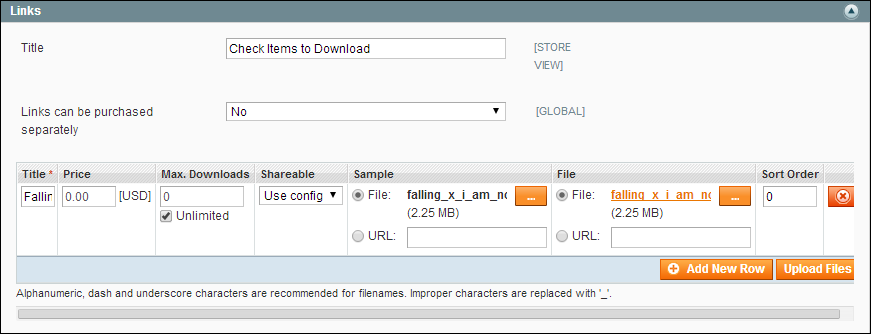 Links
Title
Check Items to Download
[STORE VIEW]
Links can be purchased separately
No
[GLOBAL]
Title * Price Max. Downloads Shareable Sample File Sort Order
Fallir 0.00 [USD] 0 Use config File: falling_x_i_am_no ... File: falling_x_i_am_no ... 0
Unlimited (2.25 MB) (2.25 MB)
URL: URL:
Add New Row Upload Files
Alphanumeric, dash and underscore characters are recommended for filenames. Improper characters are replaced with '_'.